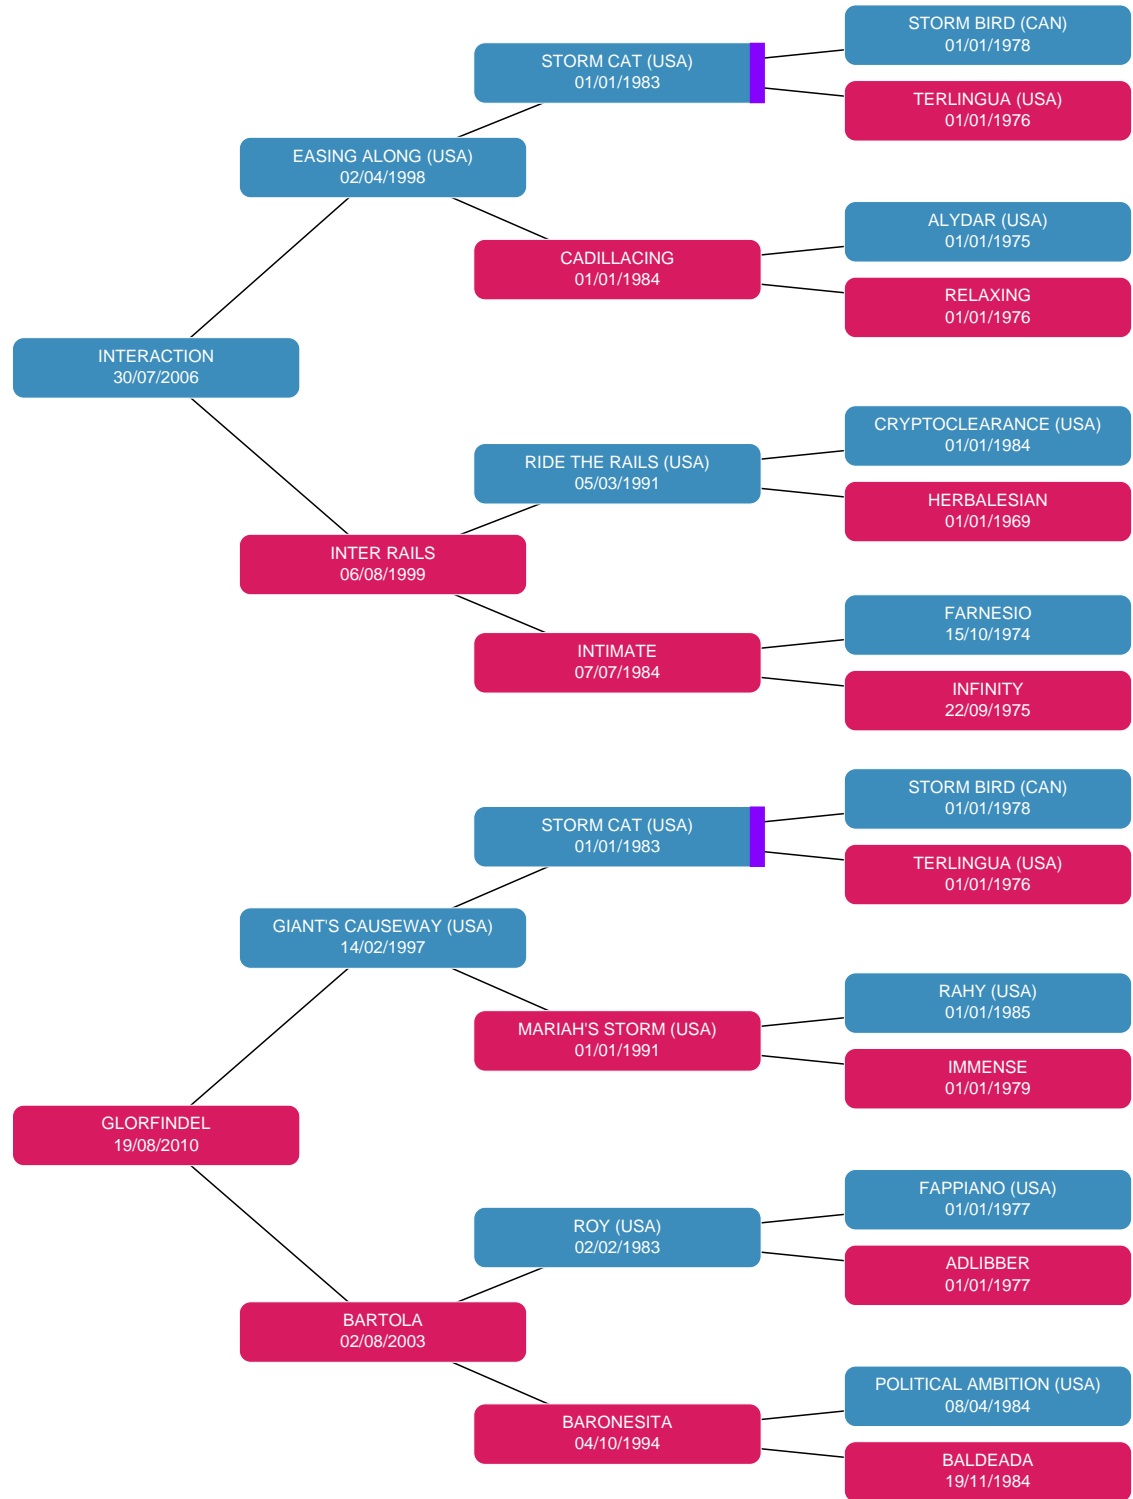 STORM BIRD (CAN)
01/01/1978
STORM CAT (USA)
01/01/1983
TERLINGUA (USA)
01/01/1976
EASING ALONG (USA)
02/04/1998
ALYDAR (USA)
01/01/1975
CADILLACING
01/01/1984
RELAXING
01/01/1976
INTERACTION
30/07/2006
CRYPTOCLEARANCE (USA)
01/01/1984
RIDE THE RAILS (USA)
05/03/1991
HERBALESIAN
01/01/1969
INTER RAILS
06/08/1999
FARNESIO
15/10/1974
INTIMATE
07/07/1984
INFINITY
22/09/1975
STORM BIRD (CAN)
01/01/1978
STORM CAT (USA)
01/01/1983
TERLINGUA (USA)
01/01/1976
GIANT'S CAUSEWAY (USA)
14/02/1997
RAHY (USA)
01/01/1985
MARIAH'S STORM (USA)
01/01/1991
IMMENSE
01/01/1979
GLORFINDEL
19/08/2010
FAPPIANO (USA)
01/01/1977
ROY (USA)
02/02/1983
ADLIBBER
01/01/1977
BARTOLA
02/08/2003
POLITICAL AMBITION (USA)
08/04/1984
BARONESITA
04/10/1994
BALDEADA
19/11/1984